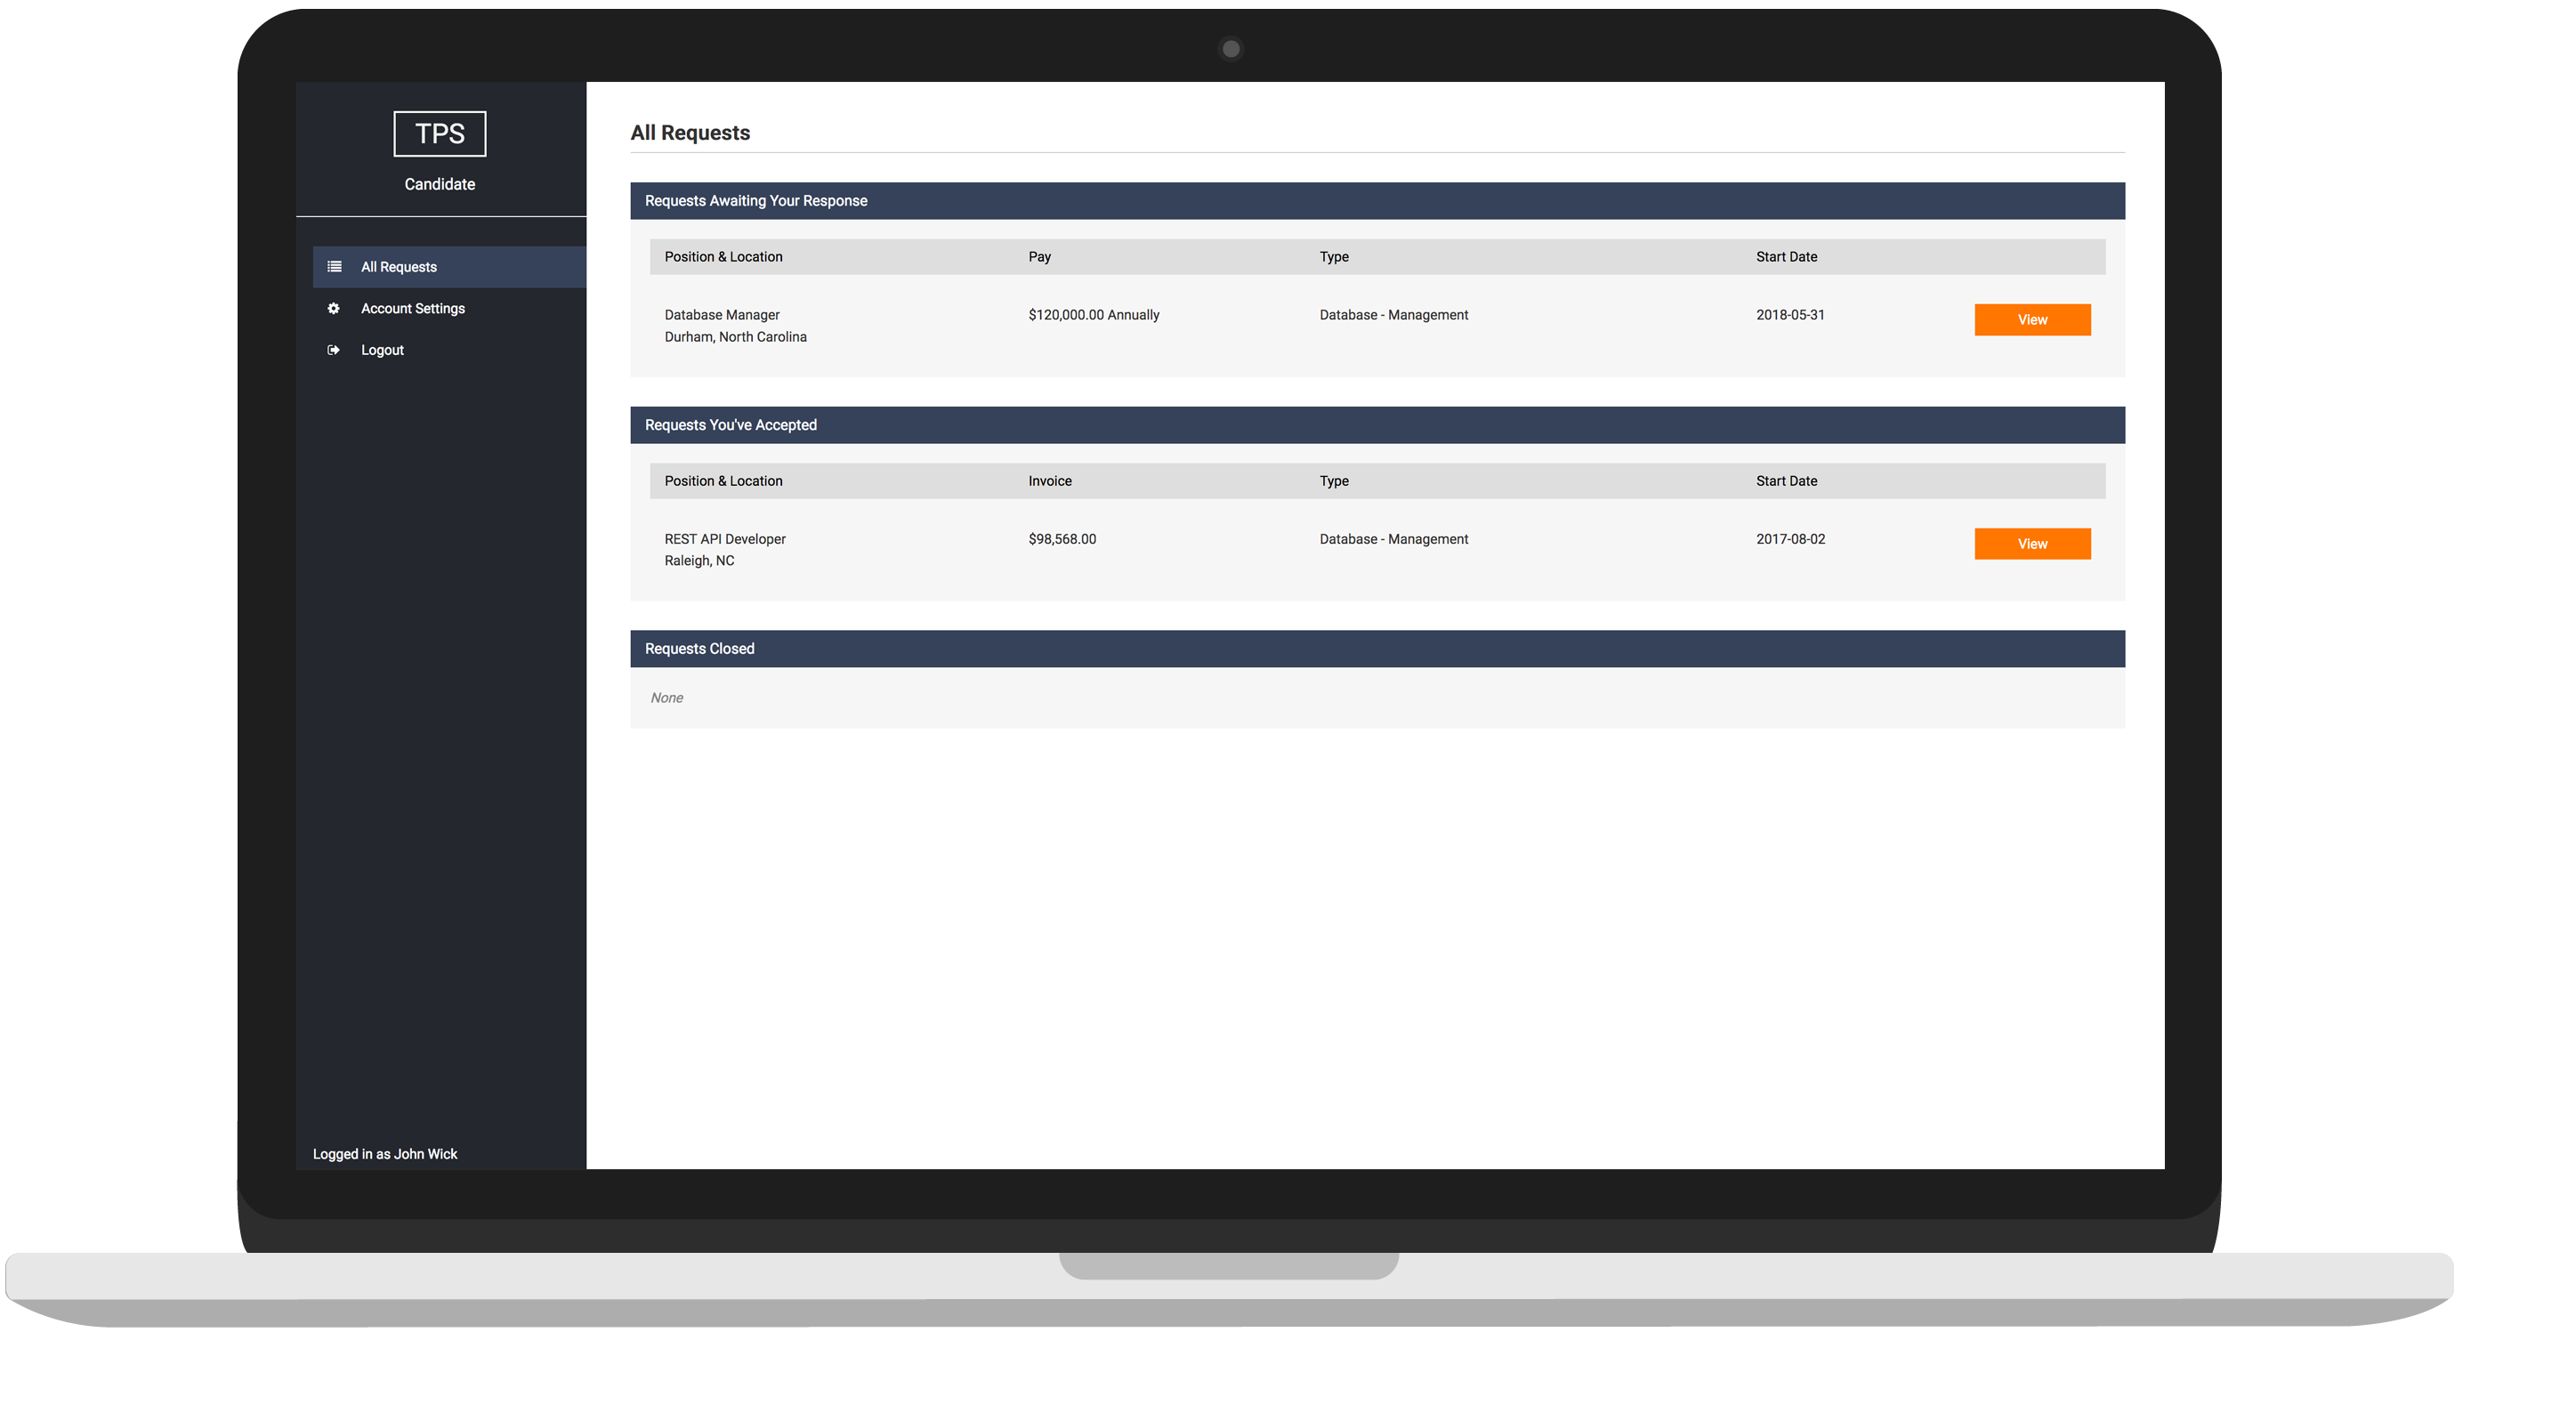 TPS
Candidate
All Requests
Account Settings
Logout
Logged in as John Wick
All Requests
Requests Awaiting Your Response
Position & Location Pay Type Start Date
Database Manager $120,000.00 Annually Database - Management 2018-05-31 View
Durham, North Carolina
Requests You've Accepted
Position & Location Invoice Type Start Date
REST API Developer $98,568.00 Database - Management 2017-08-02 View
Raleigh, NC
Requests Closed
None